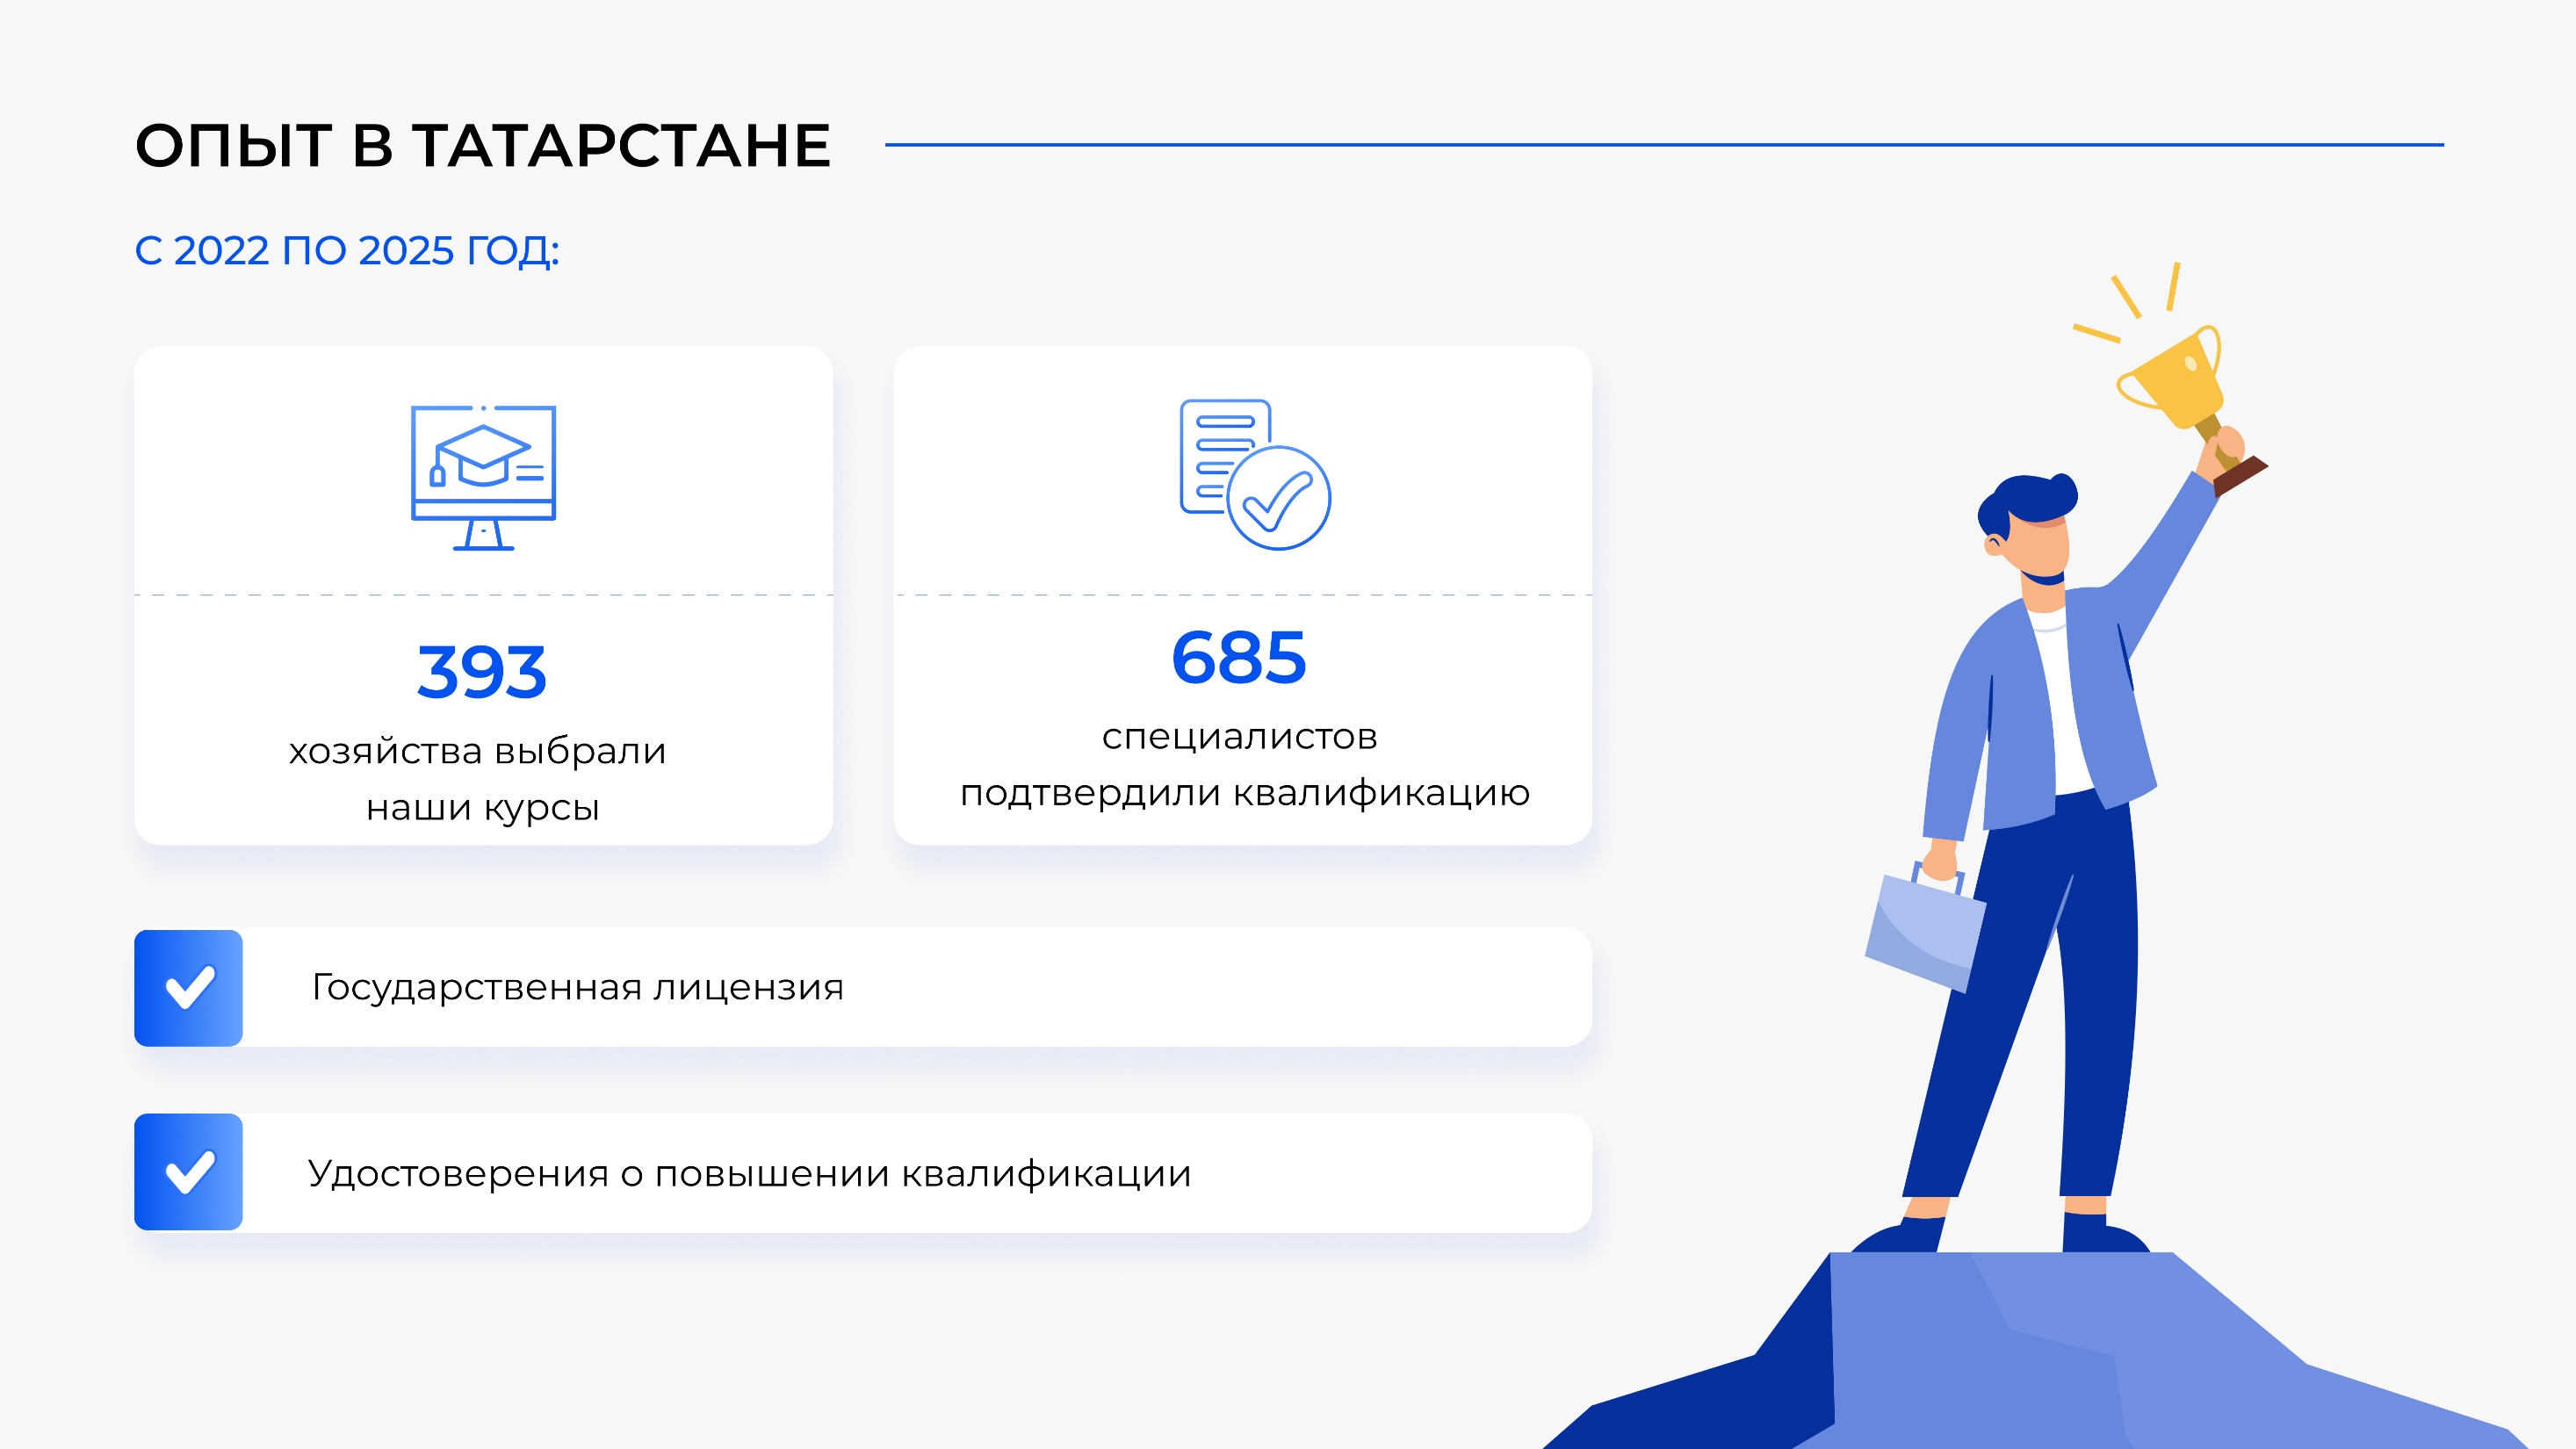 ОПЫТ В ТАТАРСТАНЕ
С 2022 ПО 2025 ГОД:
393
хозяйства выбрали
наши курсы
685
специалистов
подтвердили квалификацию
Государственная лицензия
Удостоверения о повышении квалификации